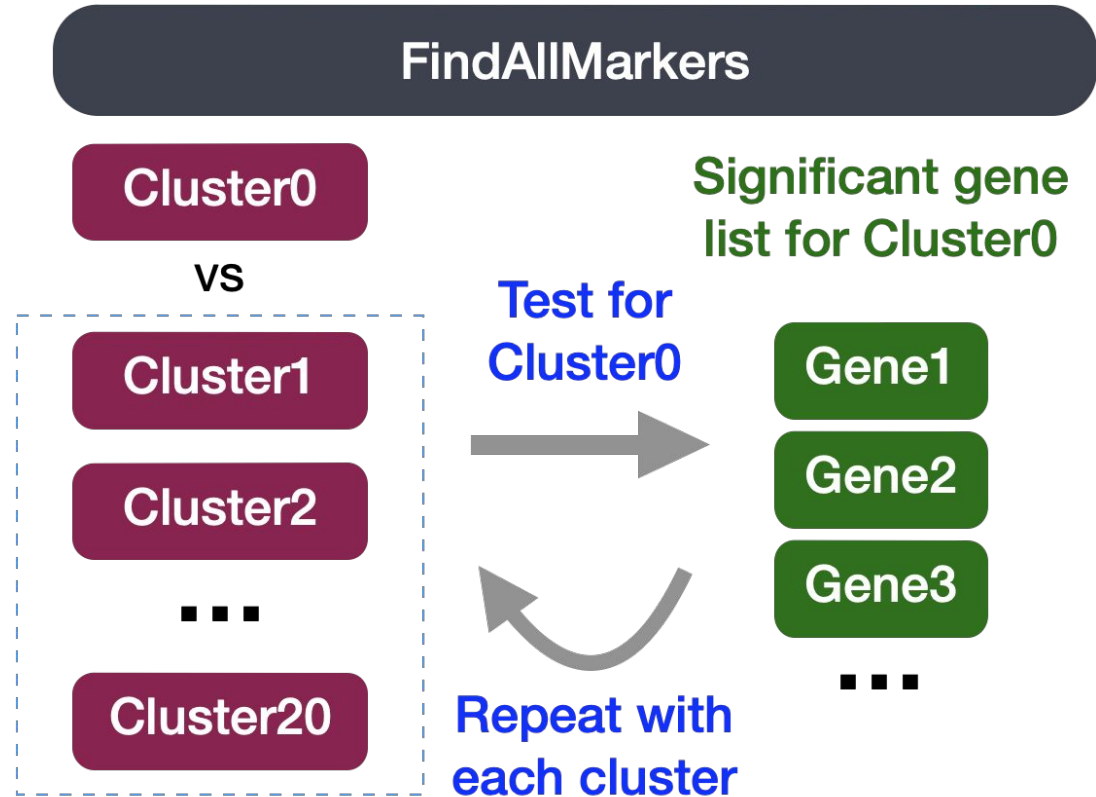 FindAllMarkers
Cluster0
vs
Cluster1
Cluster2
...
Cluster20
Test for
Cluster0
Repeat with
each cluster
Significant gene
list for Cluster0
Gene1
Gene2
Gene3
...